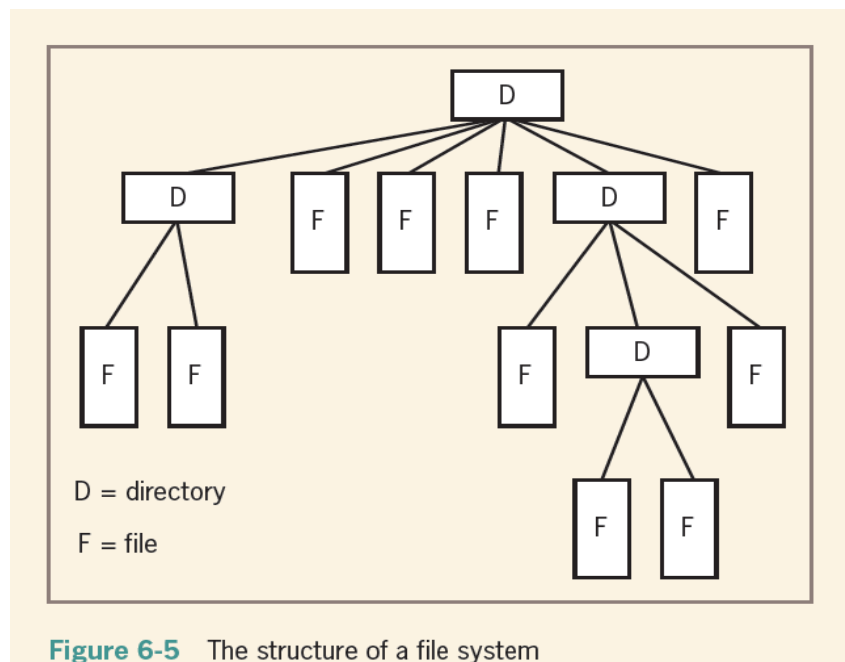 D
D F F F D F
F F F D F
F F
D = directory
F = file
Figure 6-5 The structure of a file system